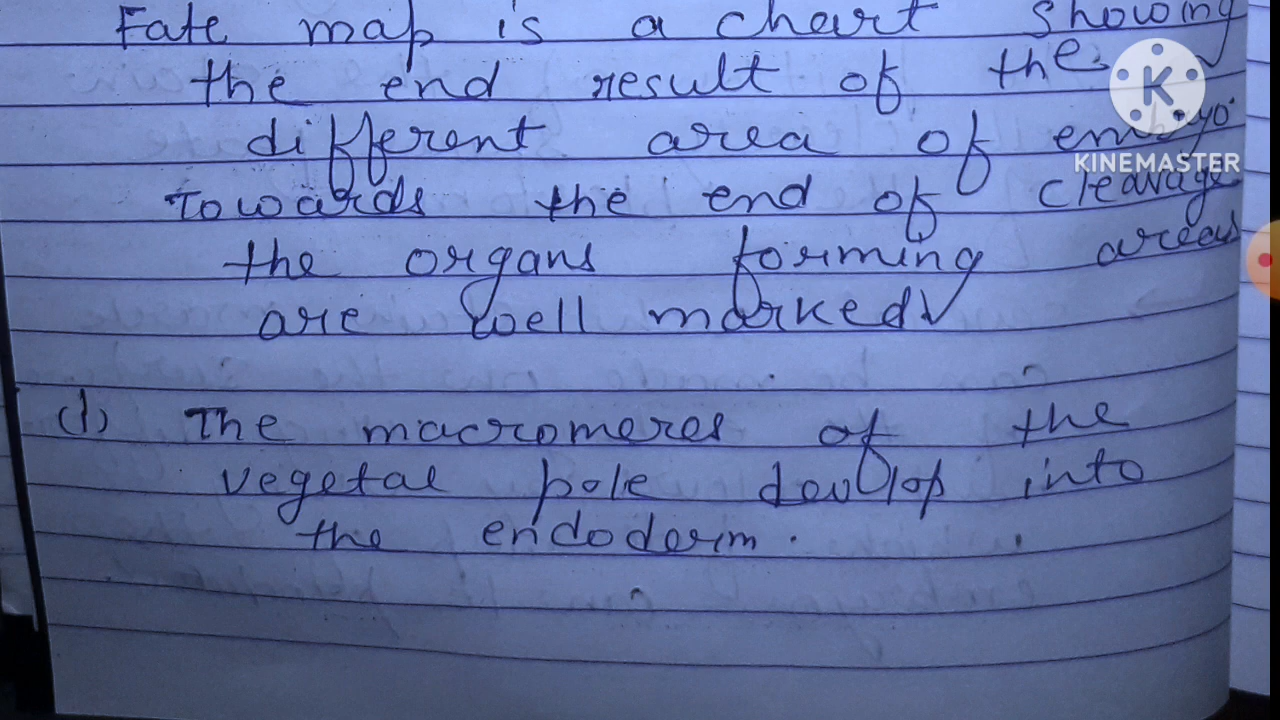 Fate map is a chart showing
the end result of the
different area of embryo.
Towards the end of cleavage
the organs forming areas
are well marked
(1) The macromeres of the
vegetal pole devlop into
the endoderm.
K
KINEMASTER